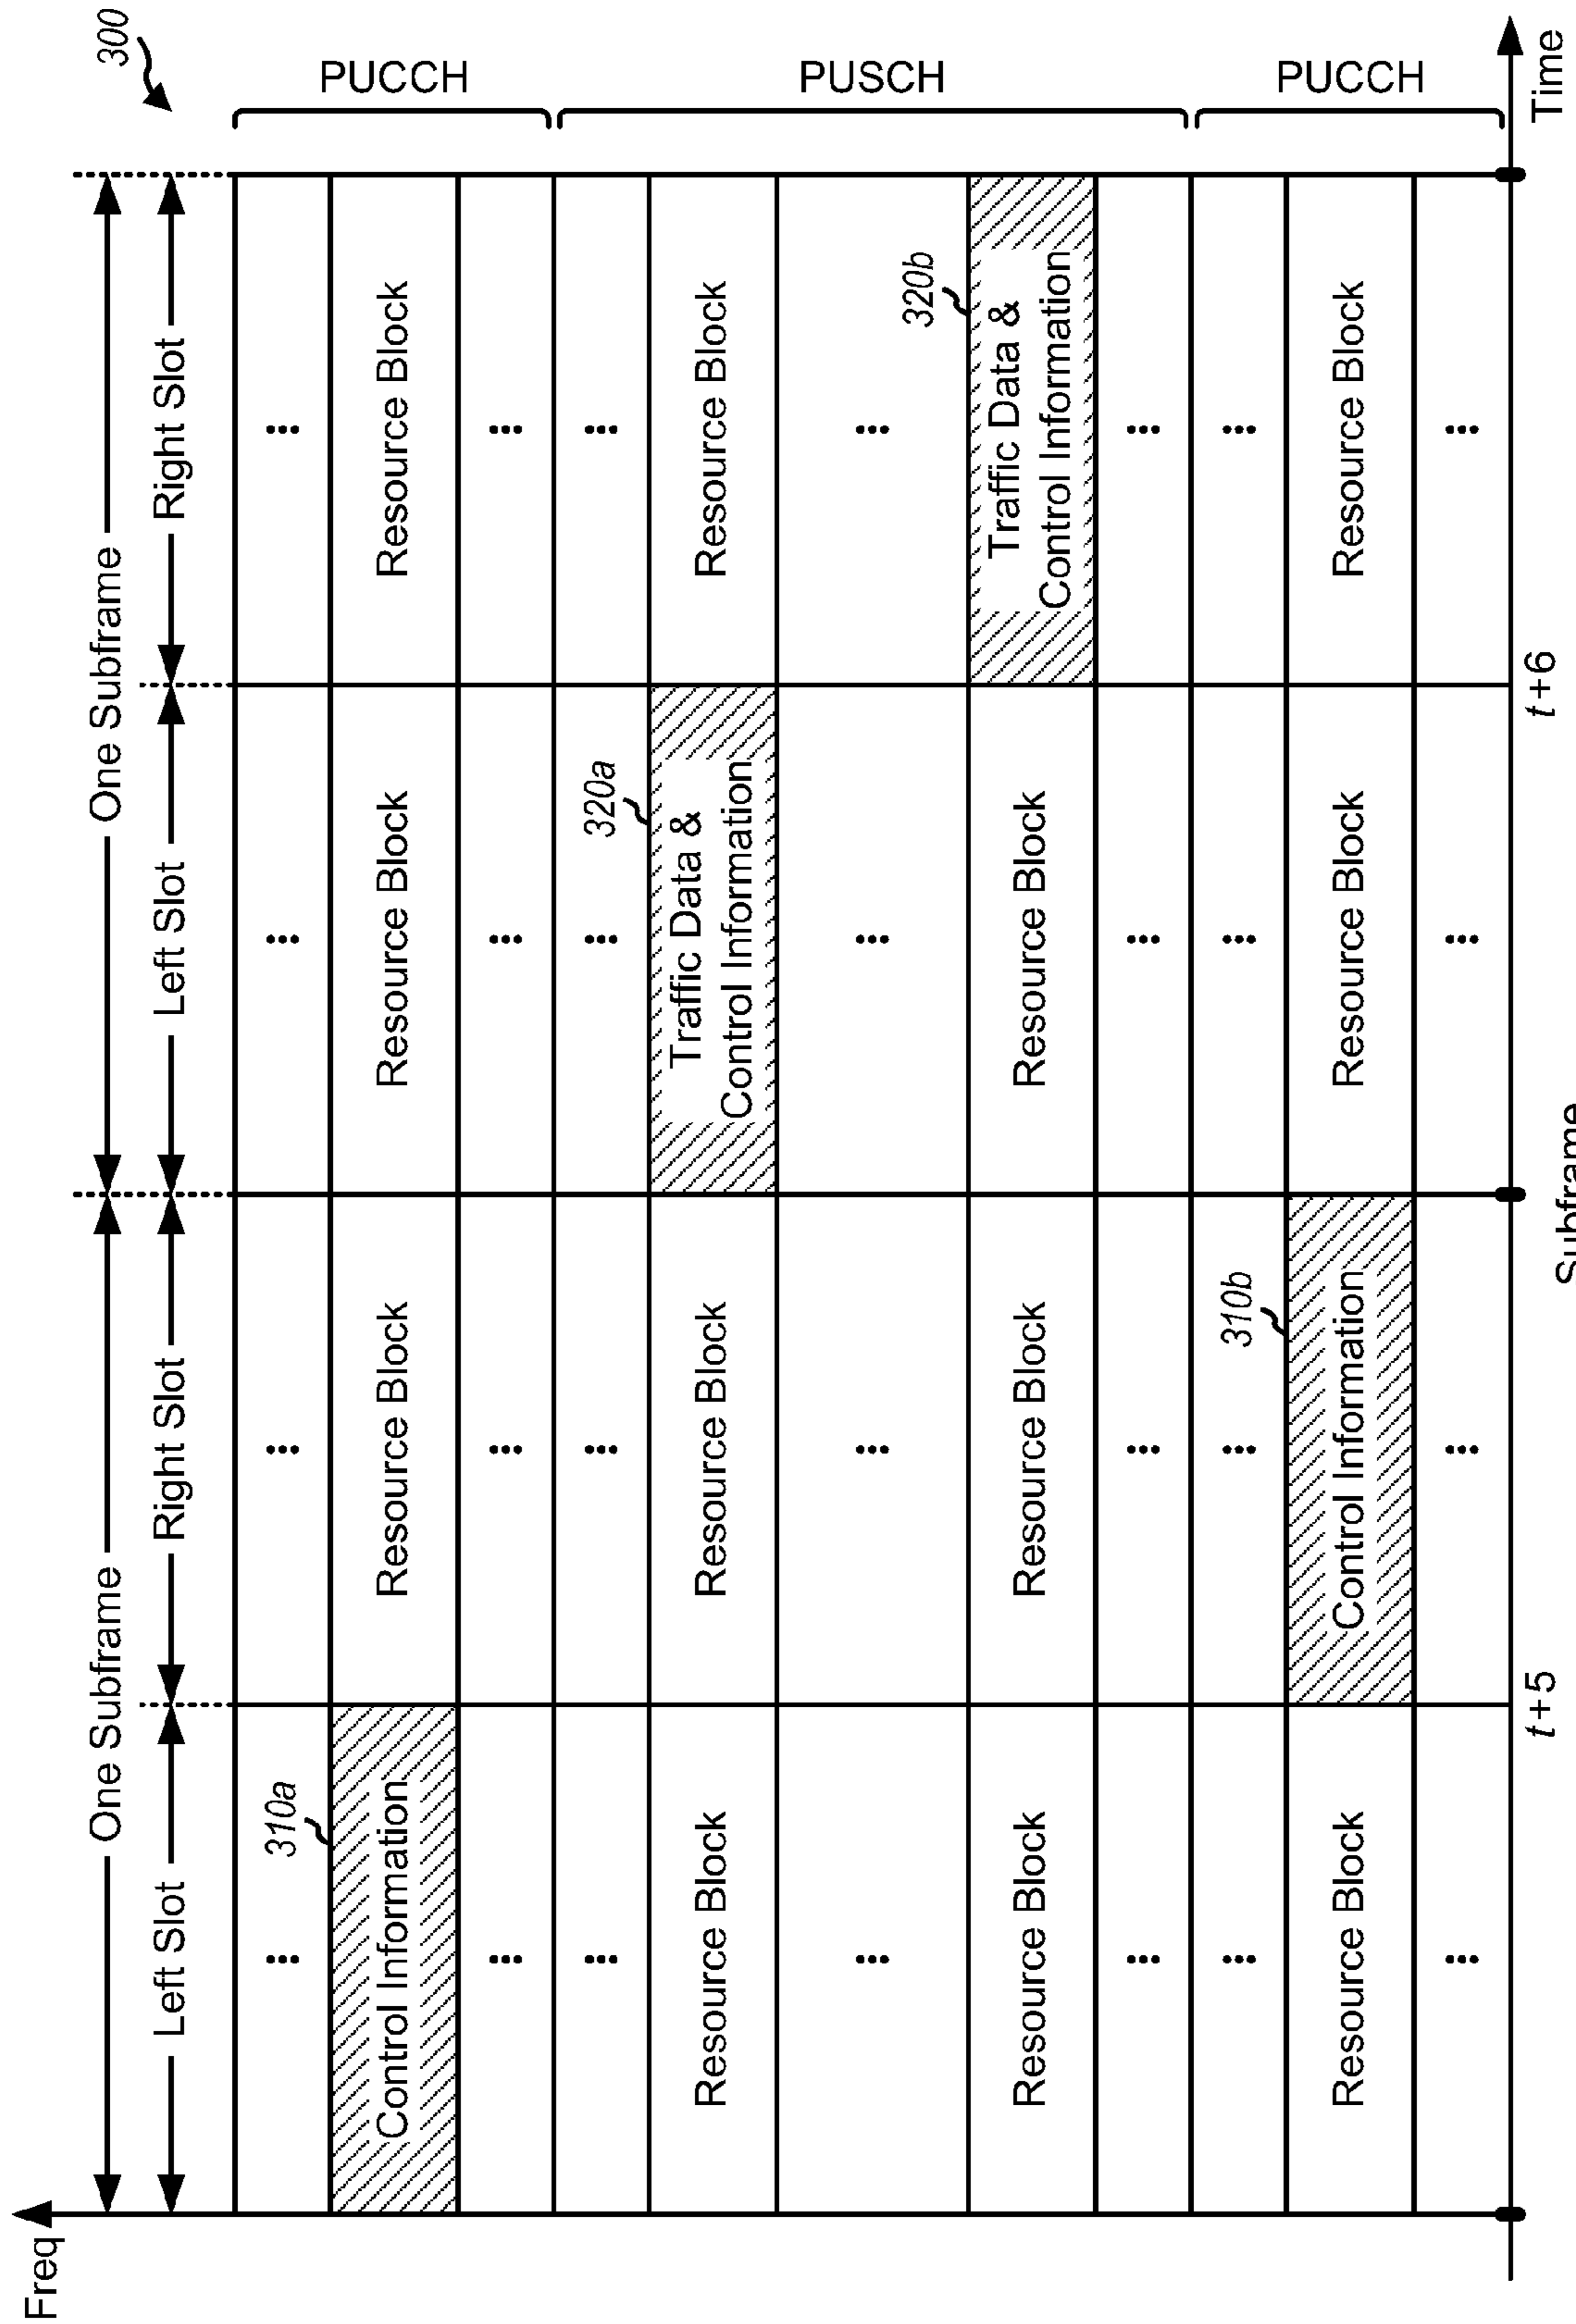 Freq
300
One Subframe
One Subframe
Left Slot
Right Slot
Left Slot
Right Slot
310a
Control Information
Resource Block
Resource Block
Resource Block
PUCCH
320a
Resource Block
Resource Block
Traffic Data &
Control Information
Resource Block
PUSCH
320b
Resource Block
Resource Block
Resource Block
Traffic Data &
Control Information
310b
Resource Block
Control Information
Resource Block
Resource Block
PUCCH
t+5
t+6
Time
Subframe